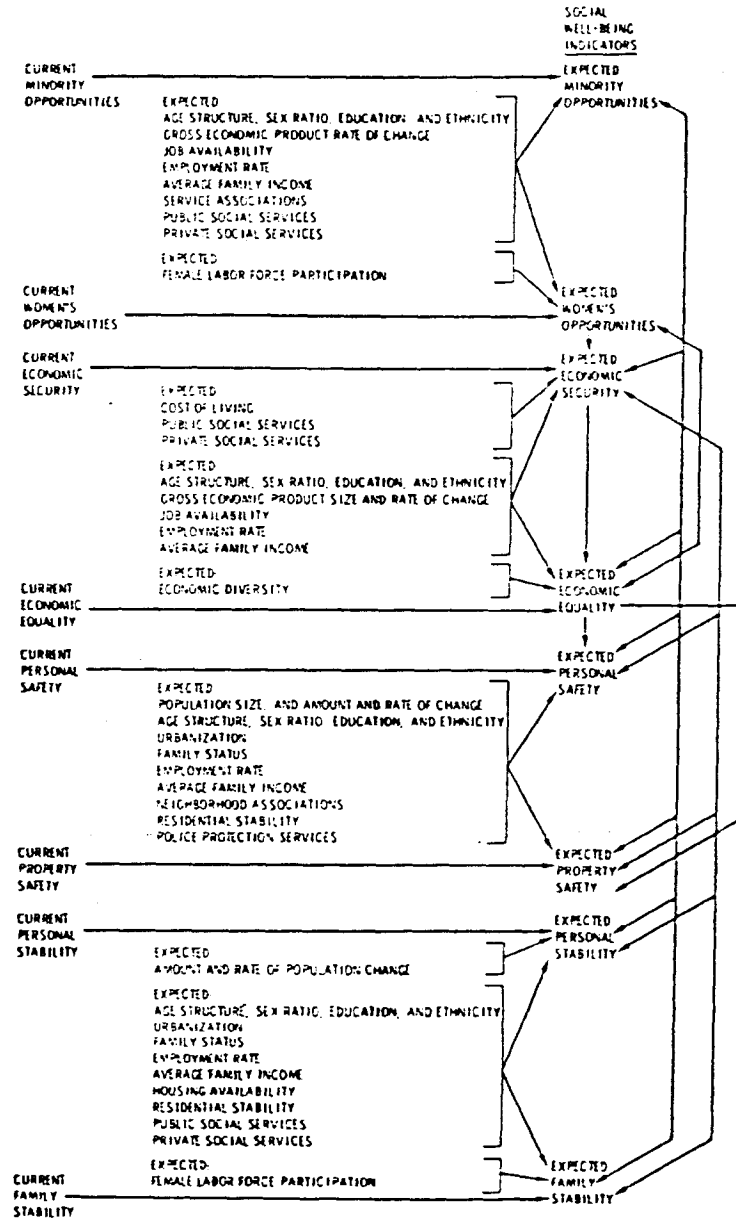 SOCIAL
WELL-BEING
INDICATORS
CURRENT
MINORITY
OPPORTUNITIES
EXPECTED
MINORITY
OPPORTUNITIES
EXPECTED
AGE STRUCTURE, SEX RATIO, EDUCATION, AND ETHNICITY
GROSS ECONOMIC PRODUCT RATE OF CHANGE
JOB AVAILABILITY
EMPLOYMENT RATE
AVERAGE FAMILY INCOME
SERVICE ASSOCIATIONS
PUBLIC SOCIAL SERVICES
PRIVATE SOCIAL SERVICES
EXPECTED
FEMALE LABOR FORCE PARTICIPATION
CURRENT
WOMEN'S
OPPORTUNITIES
EXPECTED
WOMEN'S
OPPORTUNITIES
CURRENT
ECONOMIC
SECURITY
EXPECTED
ECONOMIC
SECURITY
EXPECTED
COST OF LIVING
PUBLIC SOCIAL SERVICES
PRIVATE SOCIAL SERVICES
EXPECTED
AGE STRUCTURE, SEX RATIO, EDUCATION, AND ETHNICITY
GROSS ECONOMIC PRODUCT SIZE AND RATE OF CHANGE
JOB AVAILABILITY
EMPLOYMENT RATE
AVERAGE FAMILY INCOME
EXPECTED
ECONOMIC DIVERSITY
CURRENT
ECONOMIC
EQUALITY
EXPECTED
ECONOMIC
EQUALITY
CURRENT
PERSONAL
SAFETY
EXPECTED
PERSONAL
SAFETY
EXPECTED
POPULATION SIZE, AND AMOUNT AND RATE OF CHANGE
AGE STRUCTURE, SEX RATIO, EDUCATION, AND ETHNICITY
URBANIZATION
FAMILY STATUS
EMPLOYMENT RATE
AVERAGE FAMILY INCOME
NEIGHBORHOOD ASSOCIATIONS
RESIDENTIAL STABILITY
POLICE PROTECTION SERVICES
CURRENT
PROPERTY
SAFETY
EXPECTED
PROPERTY
SAFETY
CURRENT
PERSONAL
STABILITY
EXPECTED
PERSONAL
STABILITY
EXPECTED
AMOUNT AND RATE OF POPULATION CHANGE
EXPECTED
AGE STRUCTURE, SEX RATIO, EDUCATION, AND ETHNICITY
URBANIZATION
FAMILY STATUS
EMPLOYMENT RATE
AVERAGE FAMILY INCOME
HOUSING AVAILABILITY
RESIDENTIAL STABILITY
PUBLIC SOCIAL SERVICES
PRIVATE SOCIAL SERVICES
EXPECTED
FEMALE LABOR FORCE PARTICIPATION
CURRENT
FAMILY
STABILITY
EXPECTED
FAMILY
STABILITY